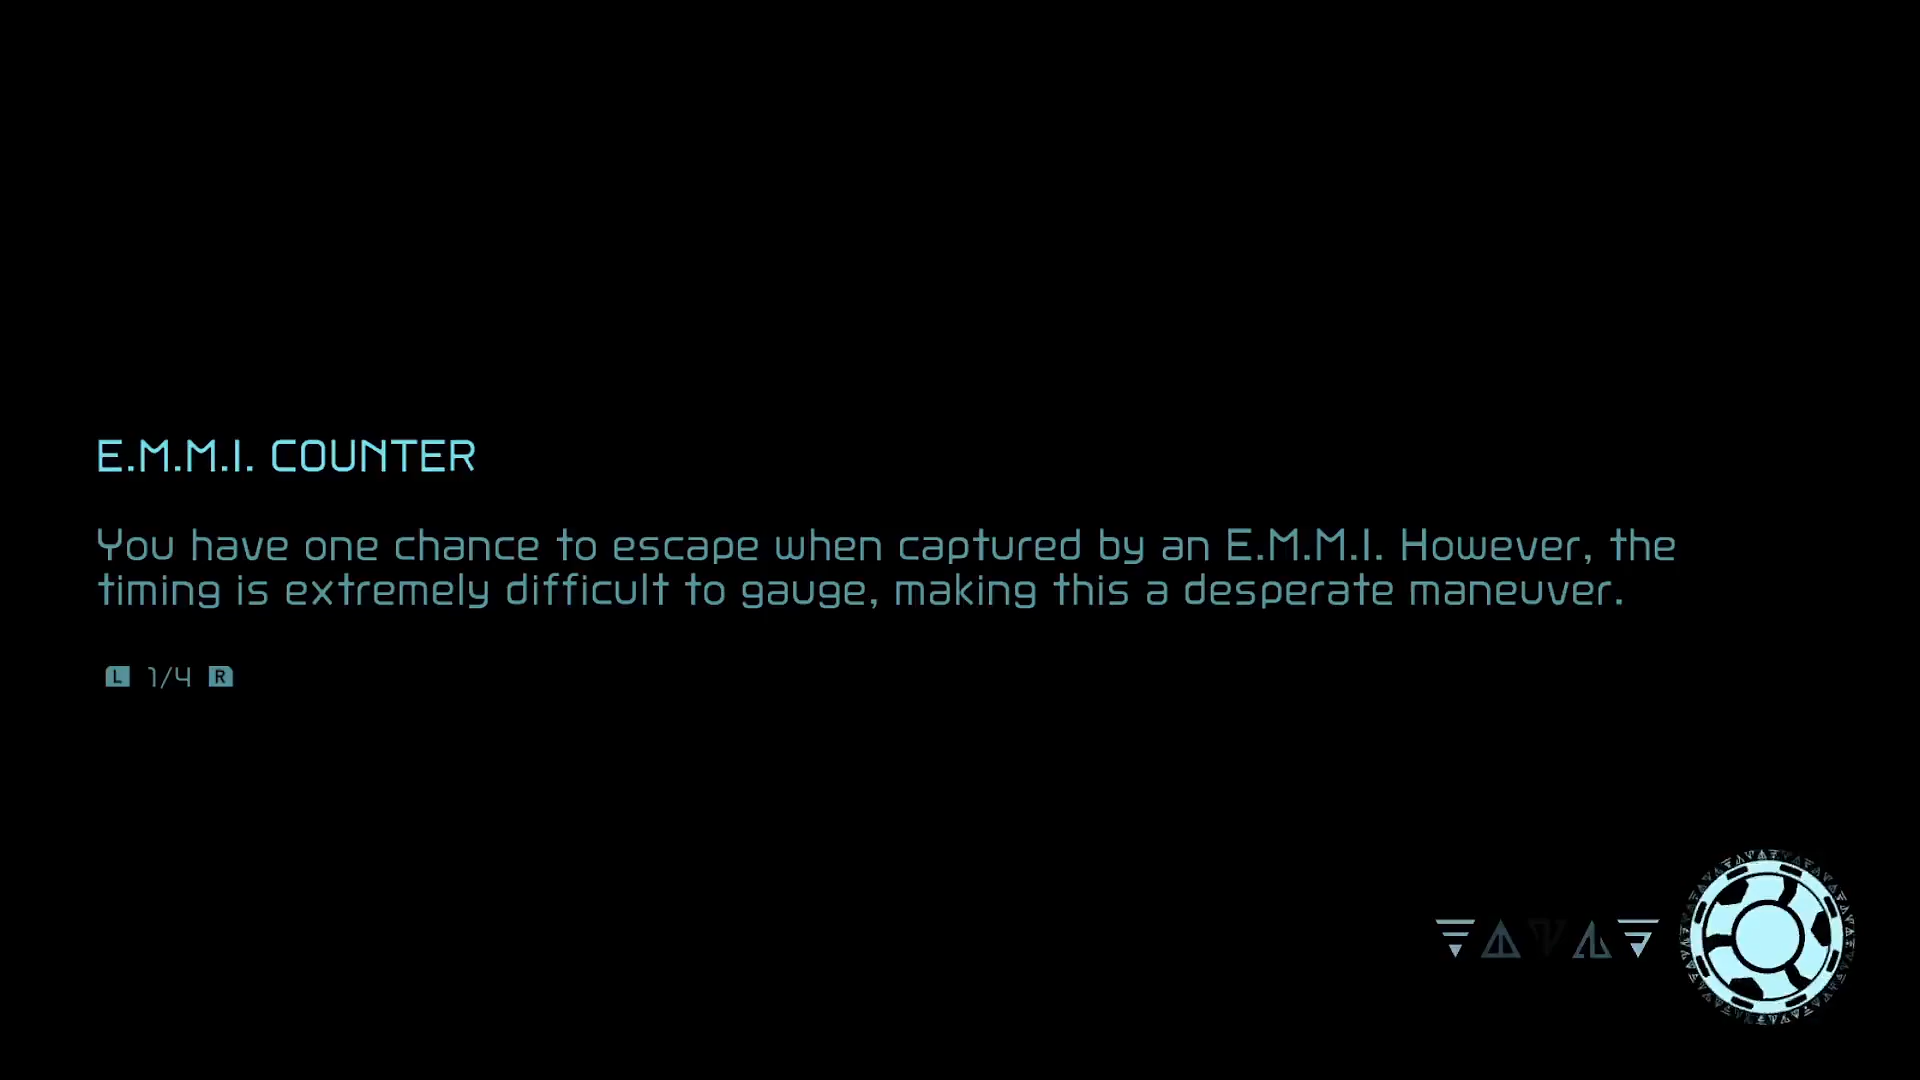 E.M.M.I. COUNTER
You have one chance to escape when captured by an E.M.M.I. However, the
timing is extremely difficult to gauge, making this a desperate maneuver.
L 1/4 R